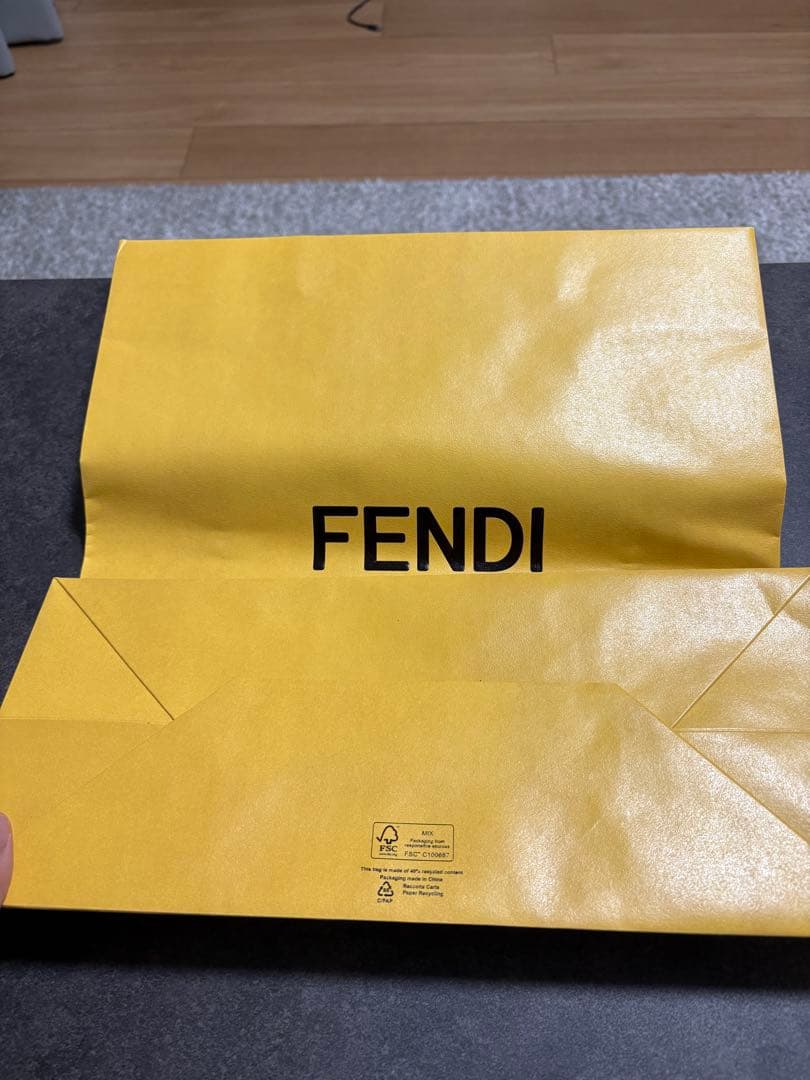 FENDI
FSC
MIX
Packaging from
responsible sources
FSC™ C100687
This bag is made of 40% recycled content
Packaging made in China
Raccolta Carta
Paper Recycling
C/PAP